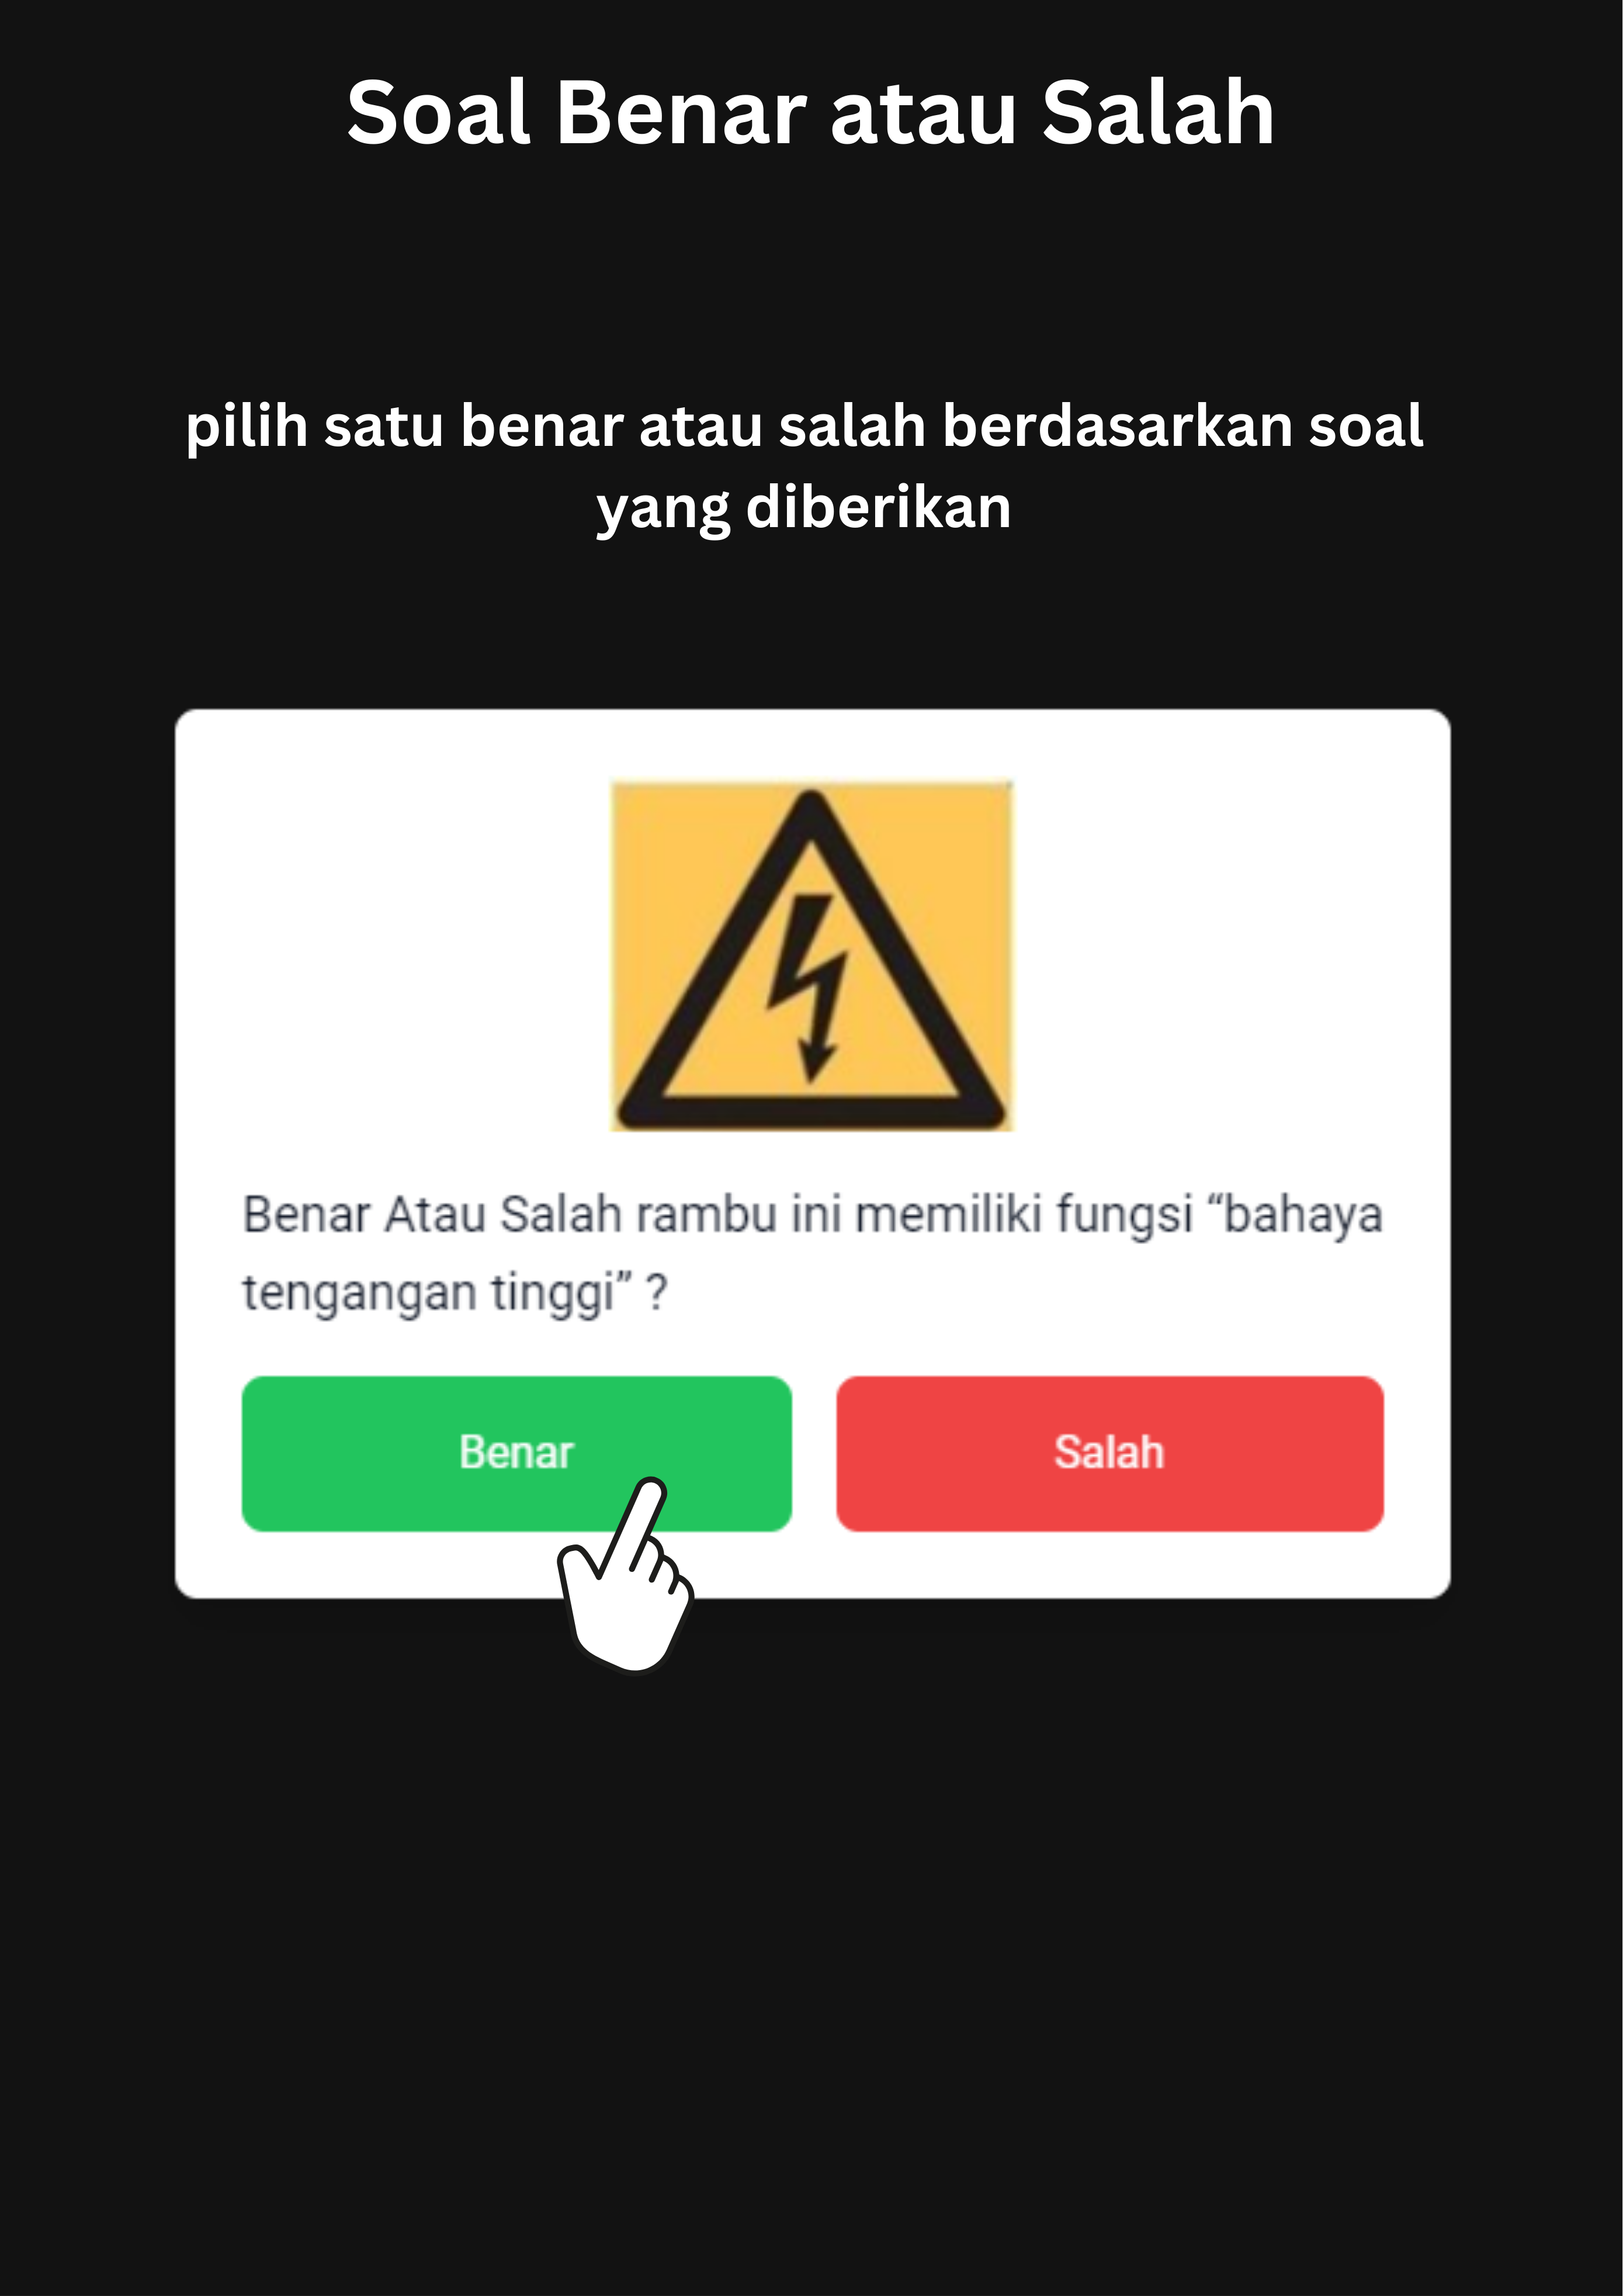 Soal Benar atau Salah
pilih satu benar atau salah berdasarkan soal
yang diberikan
Benar Atau Salah rambu ini memiliki fungsi “bahaya
tengangan tinggi” ?
Benar
Salah